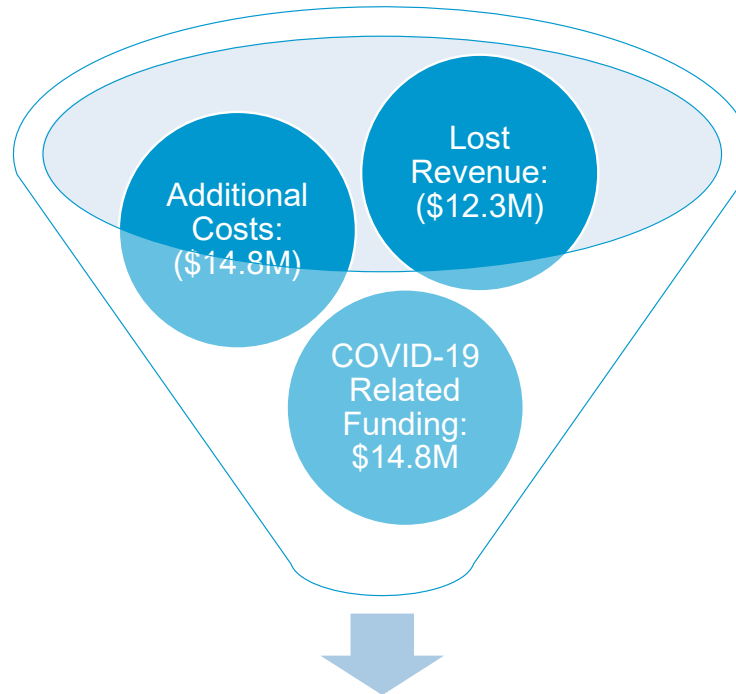 Lost
Revenue:
($12.3M)
Additional
Costs:
($14.8M)
COVID-19
Related
Funding:
$14.8M